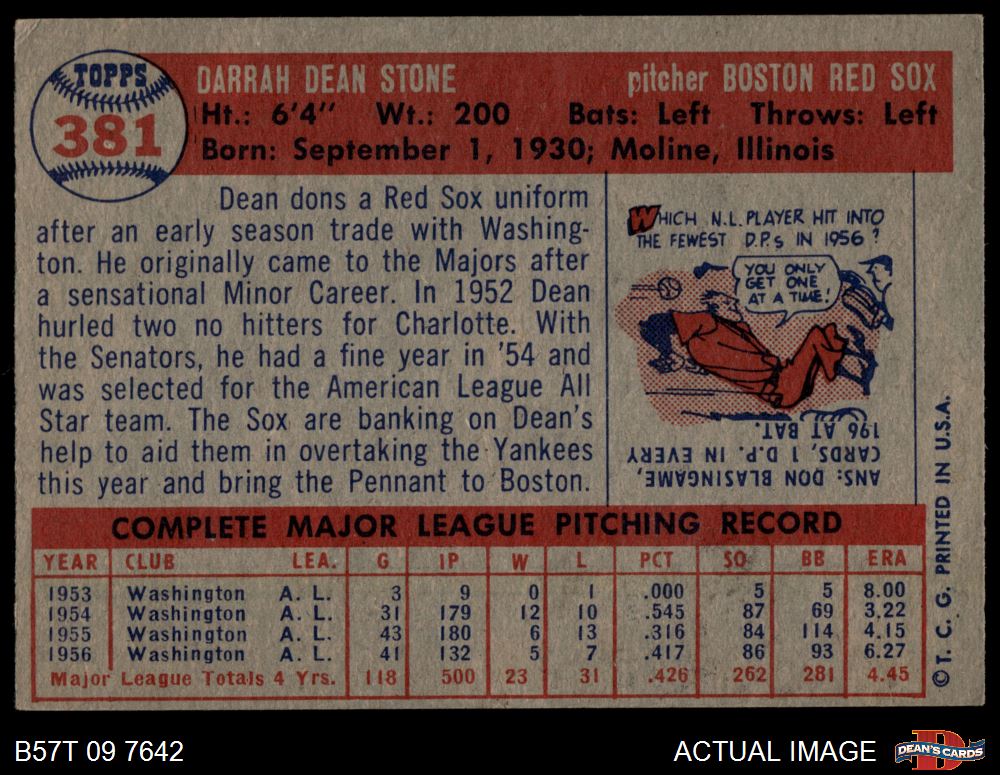 TOPPS
381
DARRAH DEAN STONE pitcher BOSTON RED SOX
Ht.: 6'4" Wt.: 200 Bats: Left Throws: Left
Born: September 1, 1930; Moline, Illinois
Dean dons a Red Sox uniform
after an early season trade with Washing-
ton. He originally came to the Majors after
a sensational Minor Career. In 1952 Dean
hurled two no hitters for Charlotte. With
the Senators, he had a fine year in '54 and
was selected for the American League All
Star team. The Sox are banking on Dean's
help to aid them in overtaking the Yankees
this year and bring the Pennant to Boston.
WHICH N.L. PLAYER HIT INTO
THE FEWEST D.P.s IN 1956?
YOU ONLY
GET ONE
AT A TIME!
ANS: DON BLASINGAME,
CARDS, 1 D.P. IN EVERY
196 AT BAT.
COMPLETE MAJOR LEAGUE PITCHING RECORD
YEAR CLUB LEA. G IP W L PCT SO BB ERA
1953 Washington A. L. 3 9 0 1 .000 5 5 8.00
1954 Washington A. L. 31 179 12 10 .545 87 69 3.22
1955 Washington A. L. 43 180 6 13 .316 84 114 4.15
1956 Washington A. L. 41 132 5 7 .417 86 93 6.27
Major League Totals 4 Yrs. 118 500 23 31 .426 262 281 4.45
© T. C. G. PRINTED IN U.S.A.
B57T 09 7642 ACTUAL IMAGE
D
DEAN'S CARDS